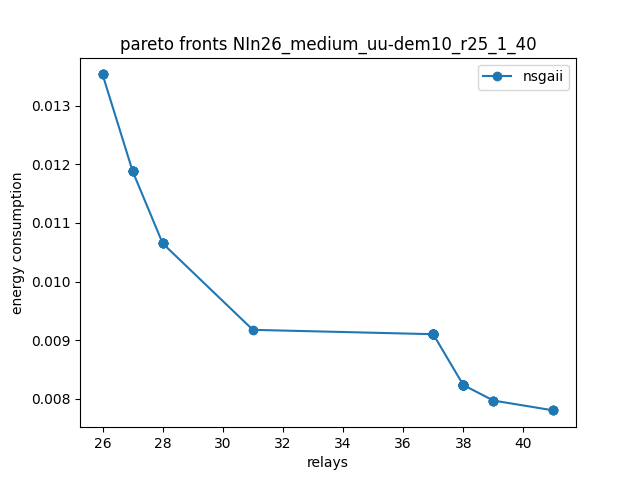 pareto fronts NIn26_medium_uu-dem10_r25_1_40
nsgaii
0.013
0.012
0.011
0.010
0.009
0.008
energy consumption
26 28 30 32 34 36 38 40
relays